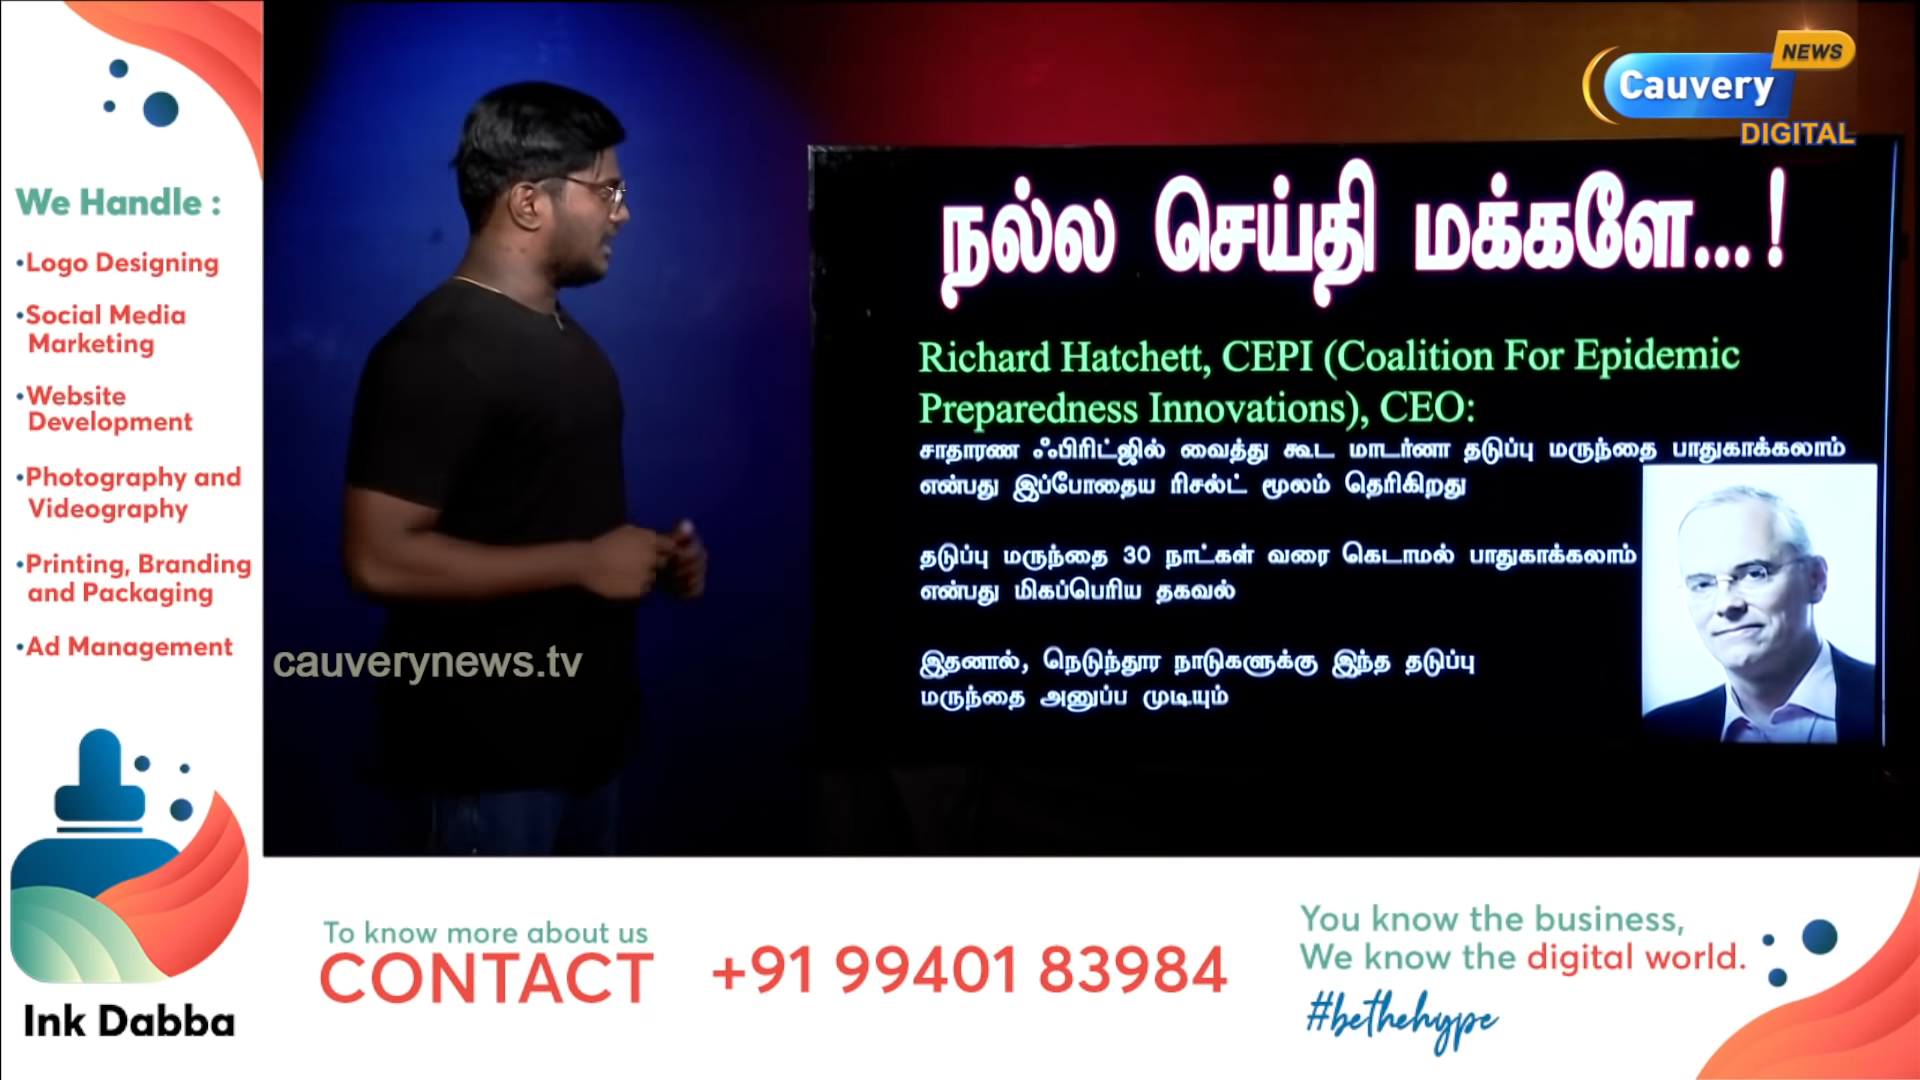 We Handle :
•Logo Designing
•Social Media
Marketing
•Website
Development
•Photography and
Videography
•Printing, Branding
and Packaging
•Ad Management
Ink Dabba
Cauvery NEWS
DIGITAL
நல்ல செய்தி மக்களே...!
Richard Hatchett, CEPI (Coalition For Epidemic
Preparedness Innovations), CEO:
சாதாரண ஃபிரிட்ஜில் வைத்து கூட மாடர்னா தடுப்பு மருந்தை பாதுகாக்கலாம்
என்பது இப்போதைய ரிசல்ட் மூலம் தெரிகிறது
தடுப்பு மருந்தை 30 நாட்கள் வரை கெடாமல் பாதுகாக்கலாம்
என்பது மிகப்பெரிய தகவல்
இதனால், நெடுந்தூர நாடுகளுக்கு இந்த தடுப்பு
மருந்தை அனுப்ப முடியும்
cauverynews.tv
To know more about us
CONTACT
+91 99401 83984
You know the business,
We know the digital world.
#bethehype